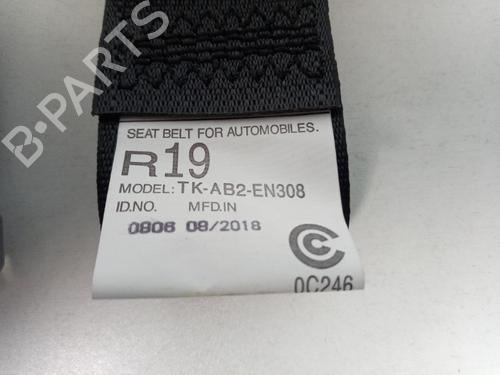 B-PARTS
SEAT BELT FOR AUTOMOBILES.
R19
MODEL: TK-AB2-EN308
ID.NO. MFD.IN
0806 08/2018
C
0C246